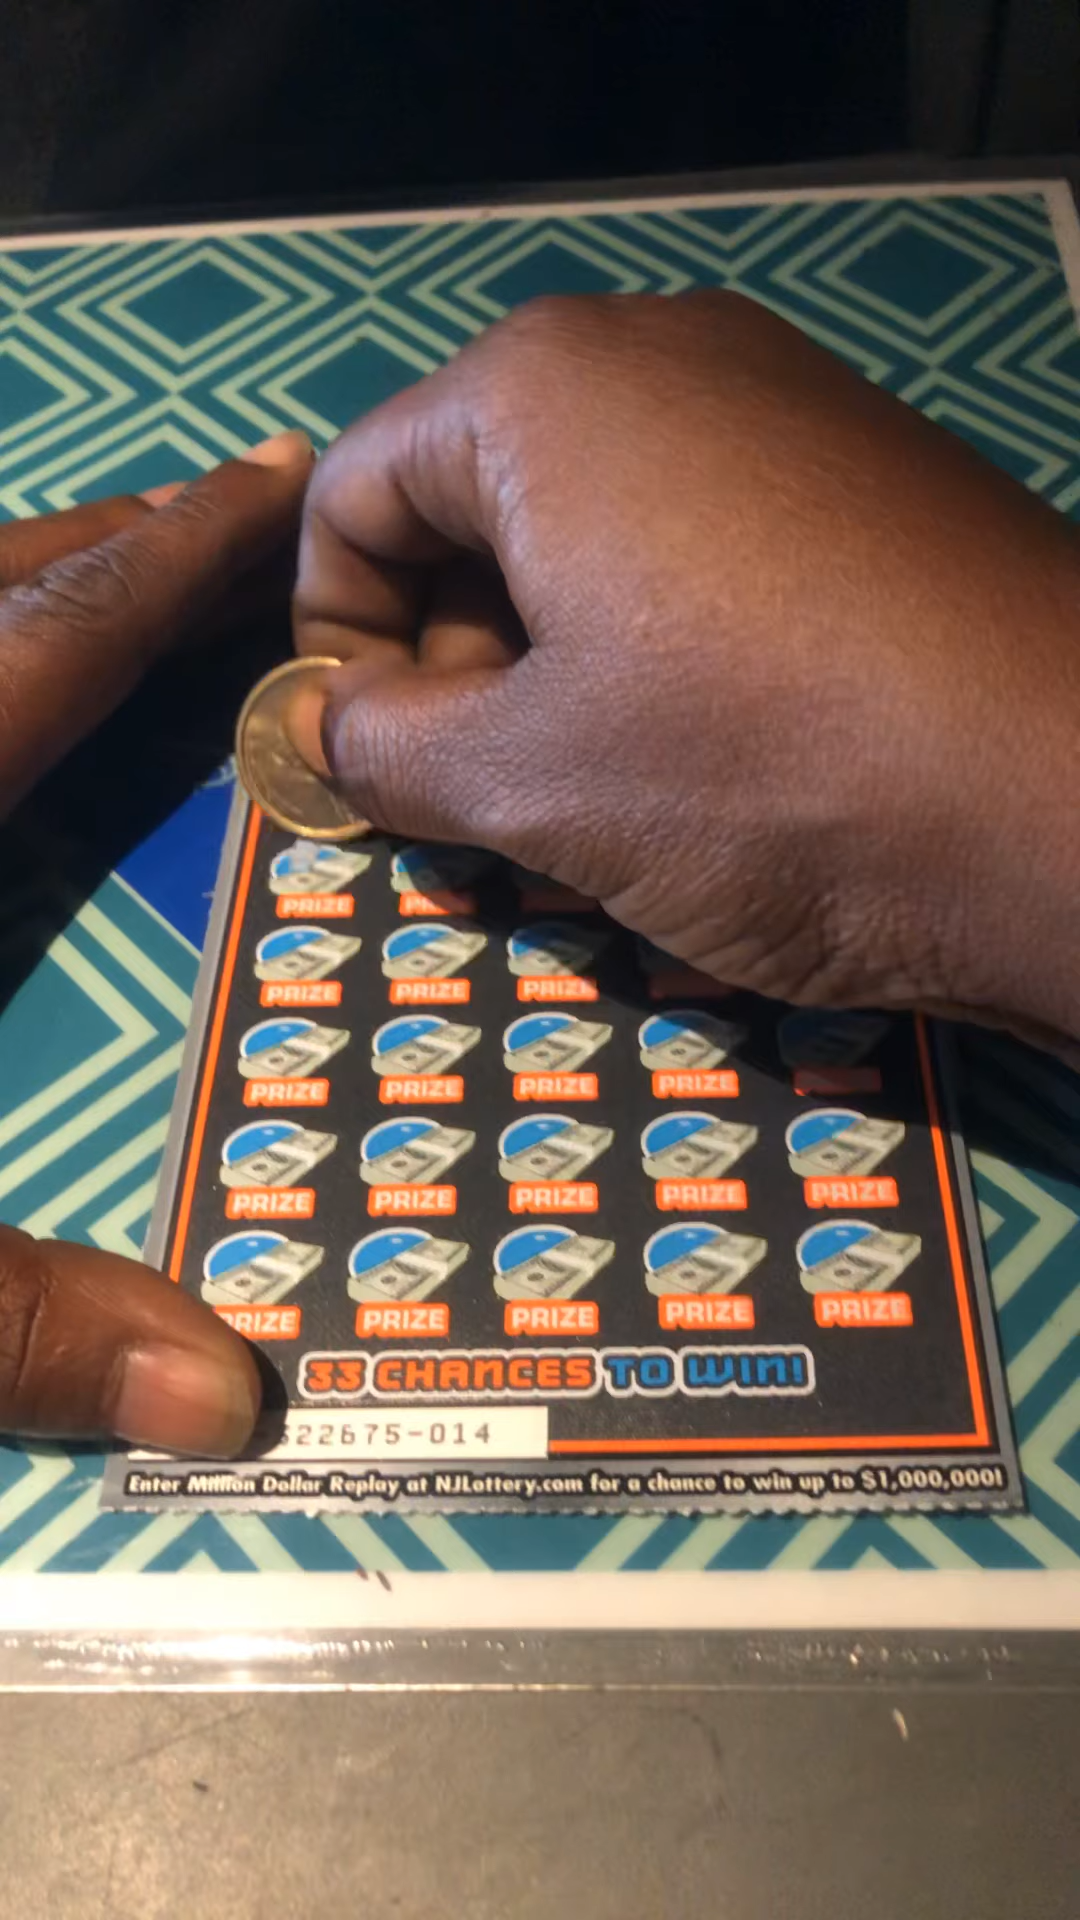 PRIZE
PRIZE PRIZE PRIZE
PRIZE PRIZE PRIZE PRIZE
PRIZE PRIZE PRIZE PRIZE PRIZE
PRIZE PRIZE PRIZE PRIZE PRIZE
33 CHANCES TO WIN!
22675-014
Enter Million Dollar Replay at NJLottery.com for a chance to win up to $1,000,000!